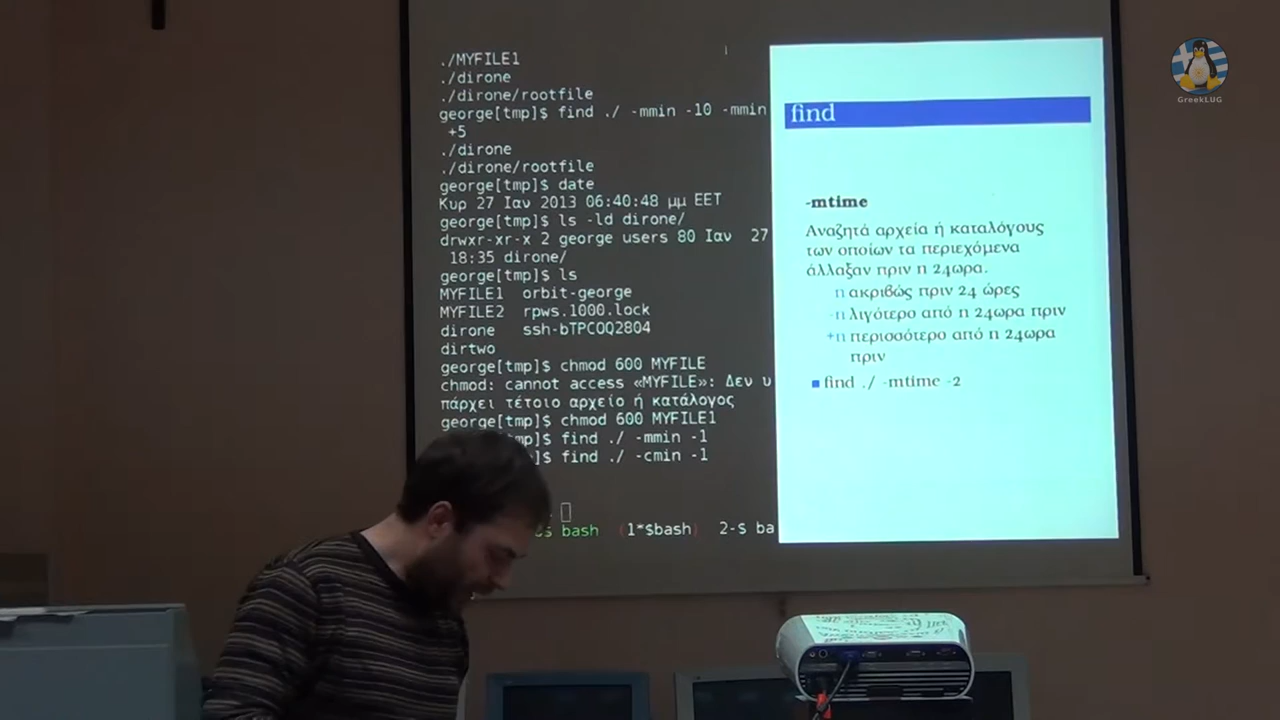 ./MYFILE1
./dirone
./dirone/rootfile
george[tmp]$ find ./ -mmin -10 -mmin
+5
./dirone
./dirone/rootfile
george[tmp]$ date
Κυρ 27 Ιαν 2013 06:40:48 μμ EET
george[tmp]$ ls -ld dirone/
drwxr-xr-x 2 george users 80 Ιαν 27
18:35 dirone/
george[tmp]$ ls
MYFILE1 orbit-george
MYFILE2 rpws.1000.lock
dirone ssh-bTPCOQ2804
dirtwo
george[tmp]$ chmod 600 MYFILE
chmod: cannot access «MYFILE»: Δεν υ
πάρχει τέτοιο αρχείο ή κατάλογος
george[tmp]$ chmod 600 MYFILE1
mp]$ find ./ -mmin -1
]$ find ./ -cmin -1
$ bash (1*$bash) 2-$ ba
find
-mtime
Αναζητά αρχεία ή καταλόγους
των οποίων τα περιεχόμενα
άλλαξαν πριν n 24ωρα.
n ακριβώς πριν 24 ώρες
-n λιγότερο από n 24ωρα πριν
+n περισσότερο από n 24ωρα
πριν
find ./ -mtime -2
GreekLUG